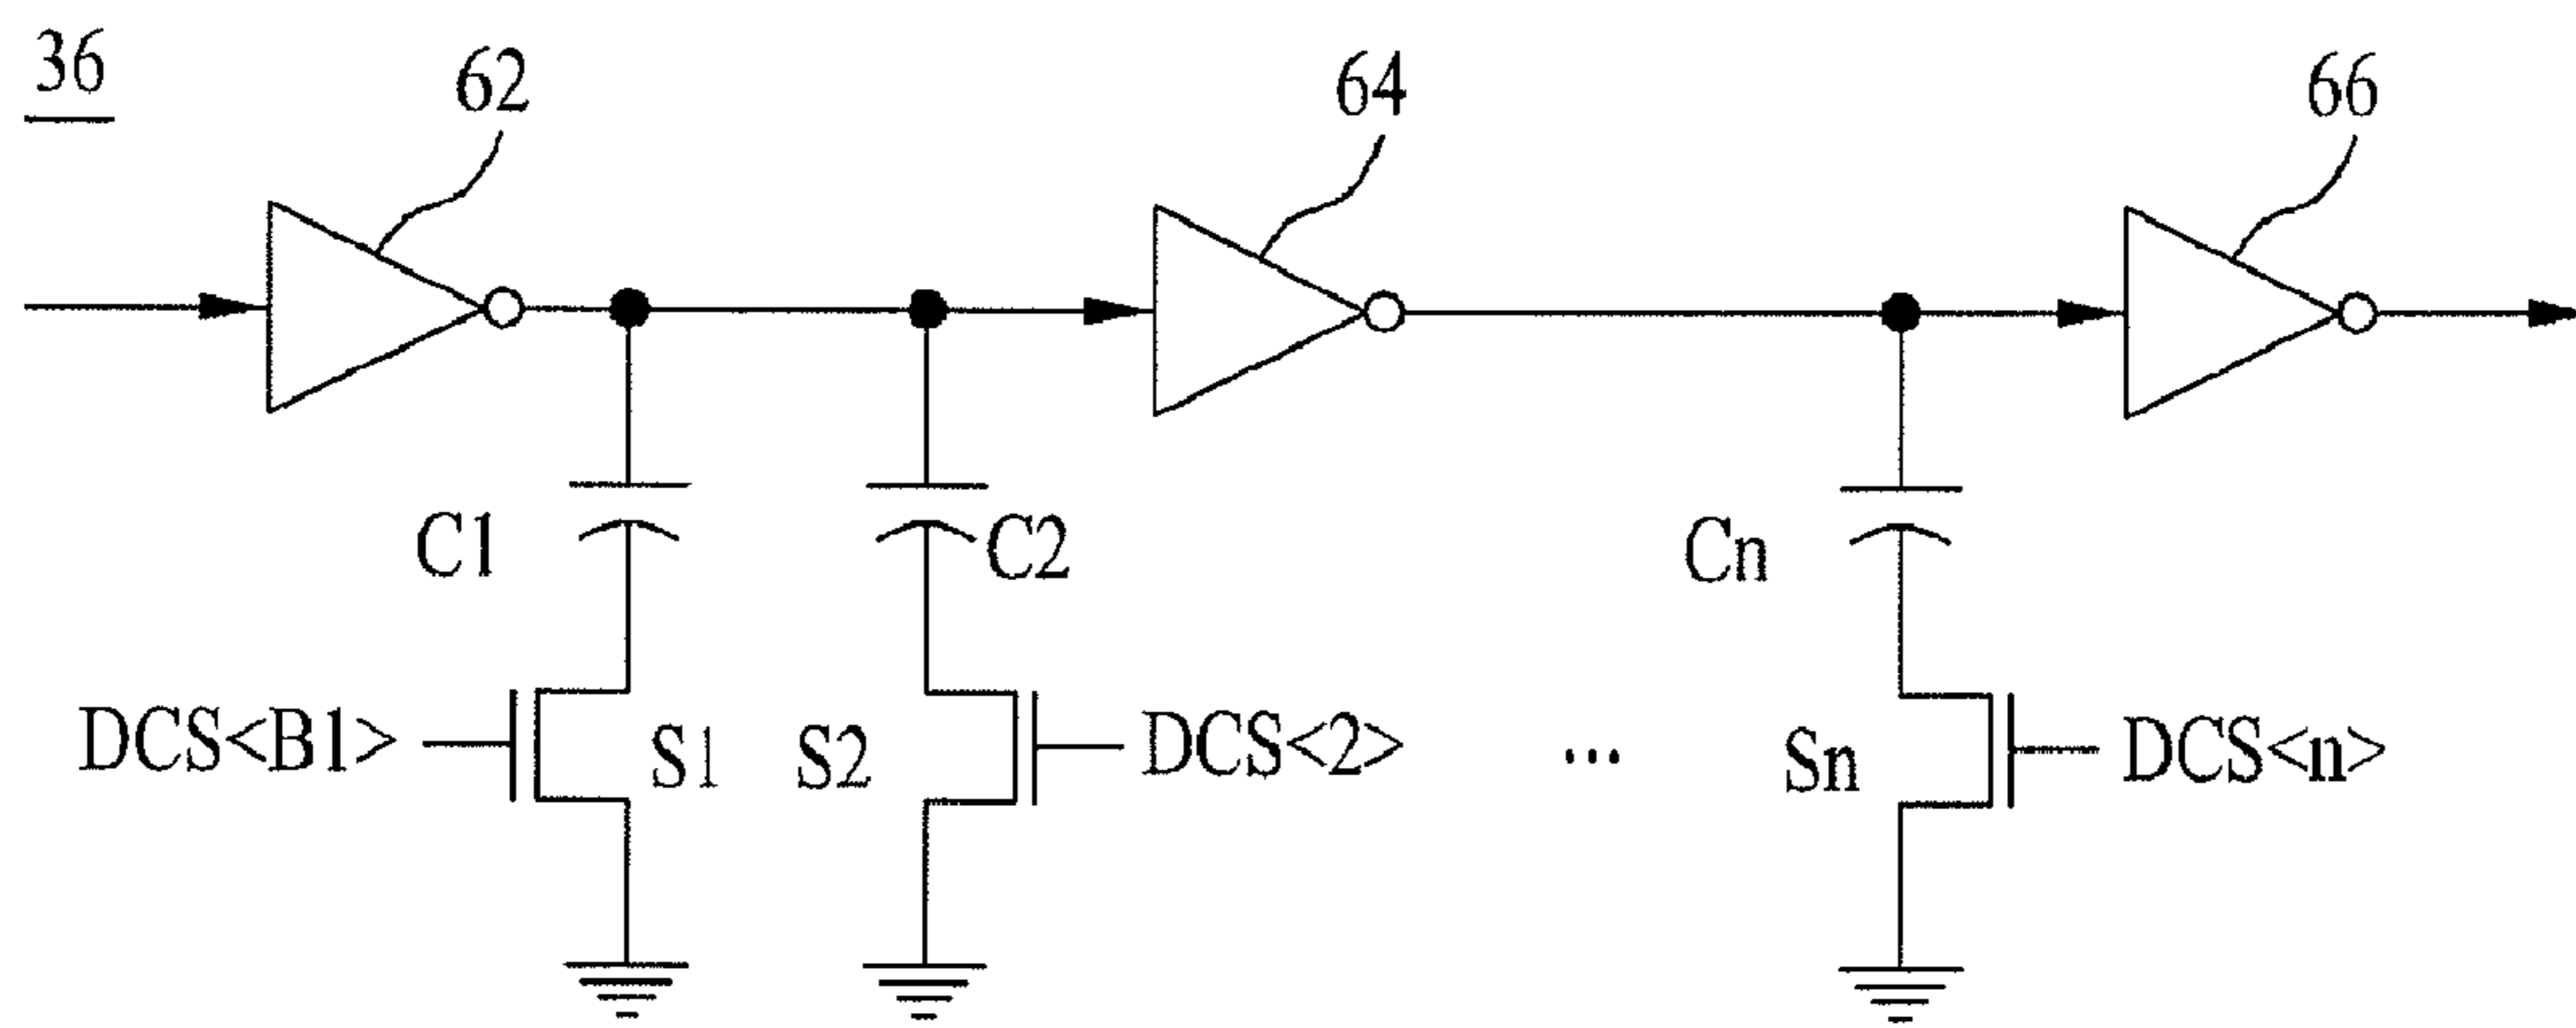 36
62
64
66
C1
C2
Cn
DCS<B1>
S1
S2
DCS<2>
...
Sn
DCS<n>